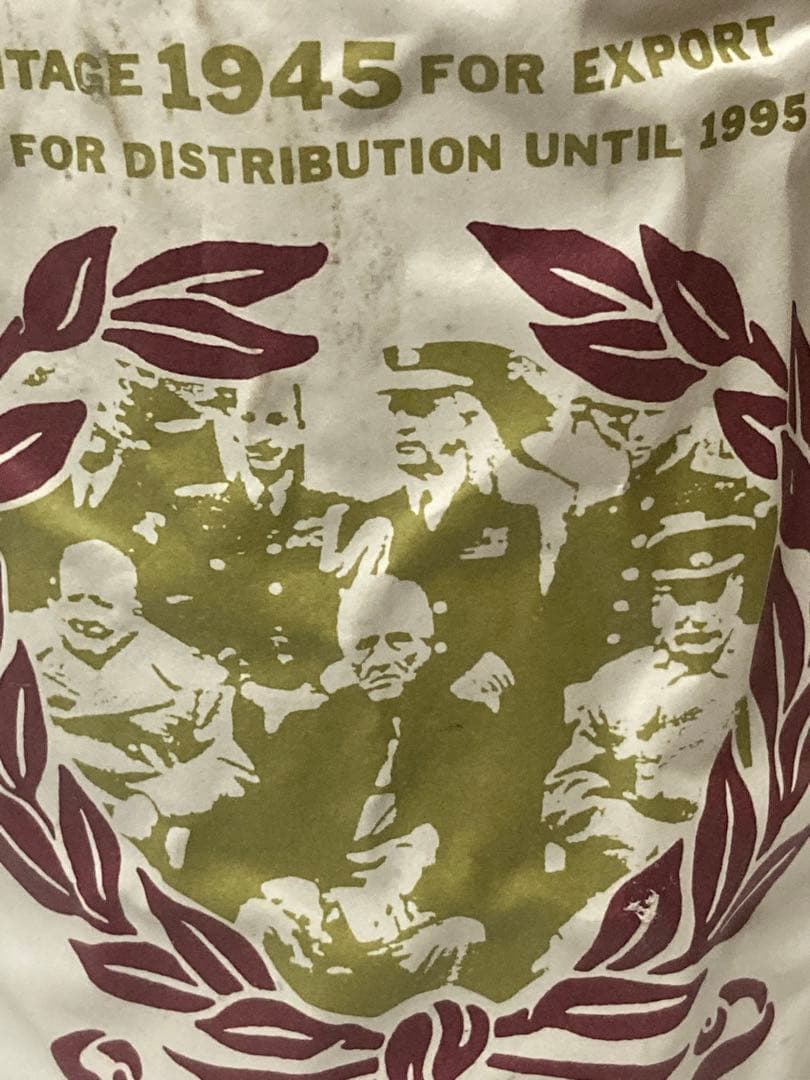 ITAGE 1945 FOR EXPORT
FOR DISTRIBUTION UNTIL 1995